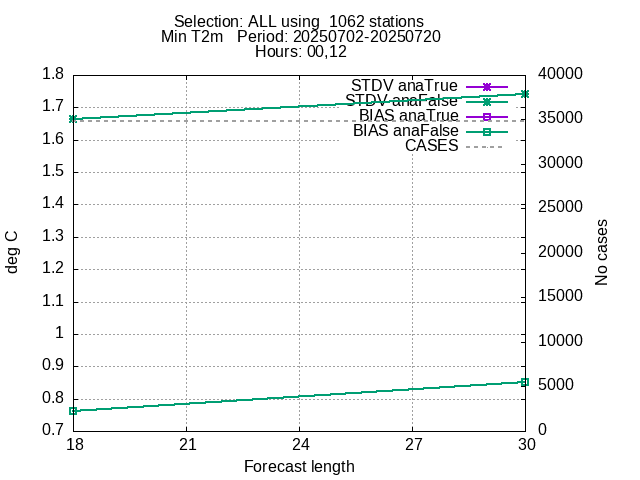 Selection: ALL using  1062 stations
Min T2m   Period: 20250702-20250720
Hours: 00,12
1.8
1.7
1.6
1.5
1.4
1.3
1.2
1.1
1
0.9
0.8
0.7
deg C
STDV anaTrue
STDV anaFalse
BIAS anaTrue
BIAS anaFalse
CASES
40000
35000
30000
25000
20000
15000
10000
5000
0
No cases
18
21
24
27
30
Forecast length